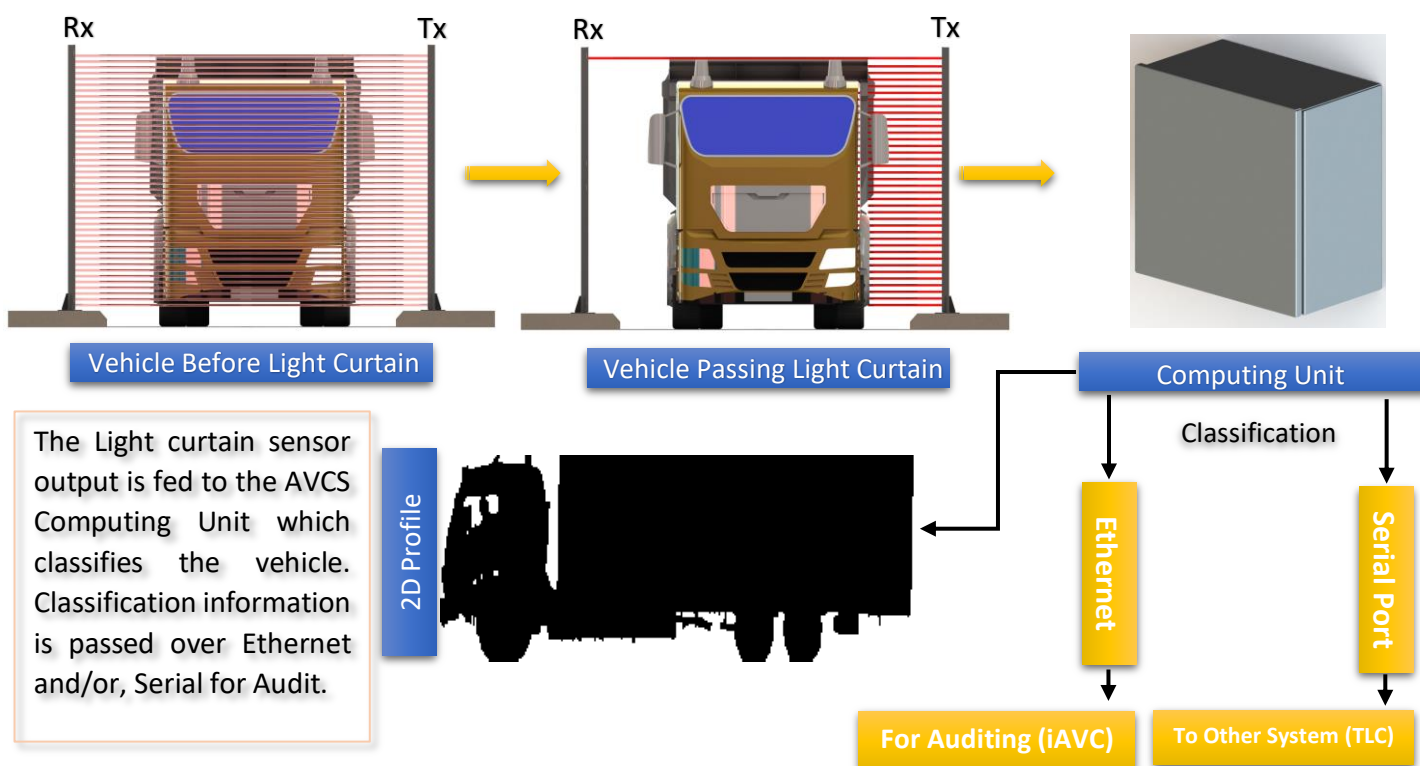 Rx
Tx
Rx
Tx
Vehicle Before Light Curtain
Vehicle Passing Light Curtain
Computing Unit
The Light curtain sensor
output is fed to the AVCS
Computing Unit which
classifies the vehicle.
Classification information
is passed over Ethernet
and/or, Serial for Audit.
2D Profile
Classification
Ethernet
Serial Port
For Auditing (iAVC)
To Other System (TLC)